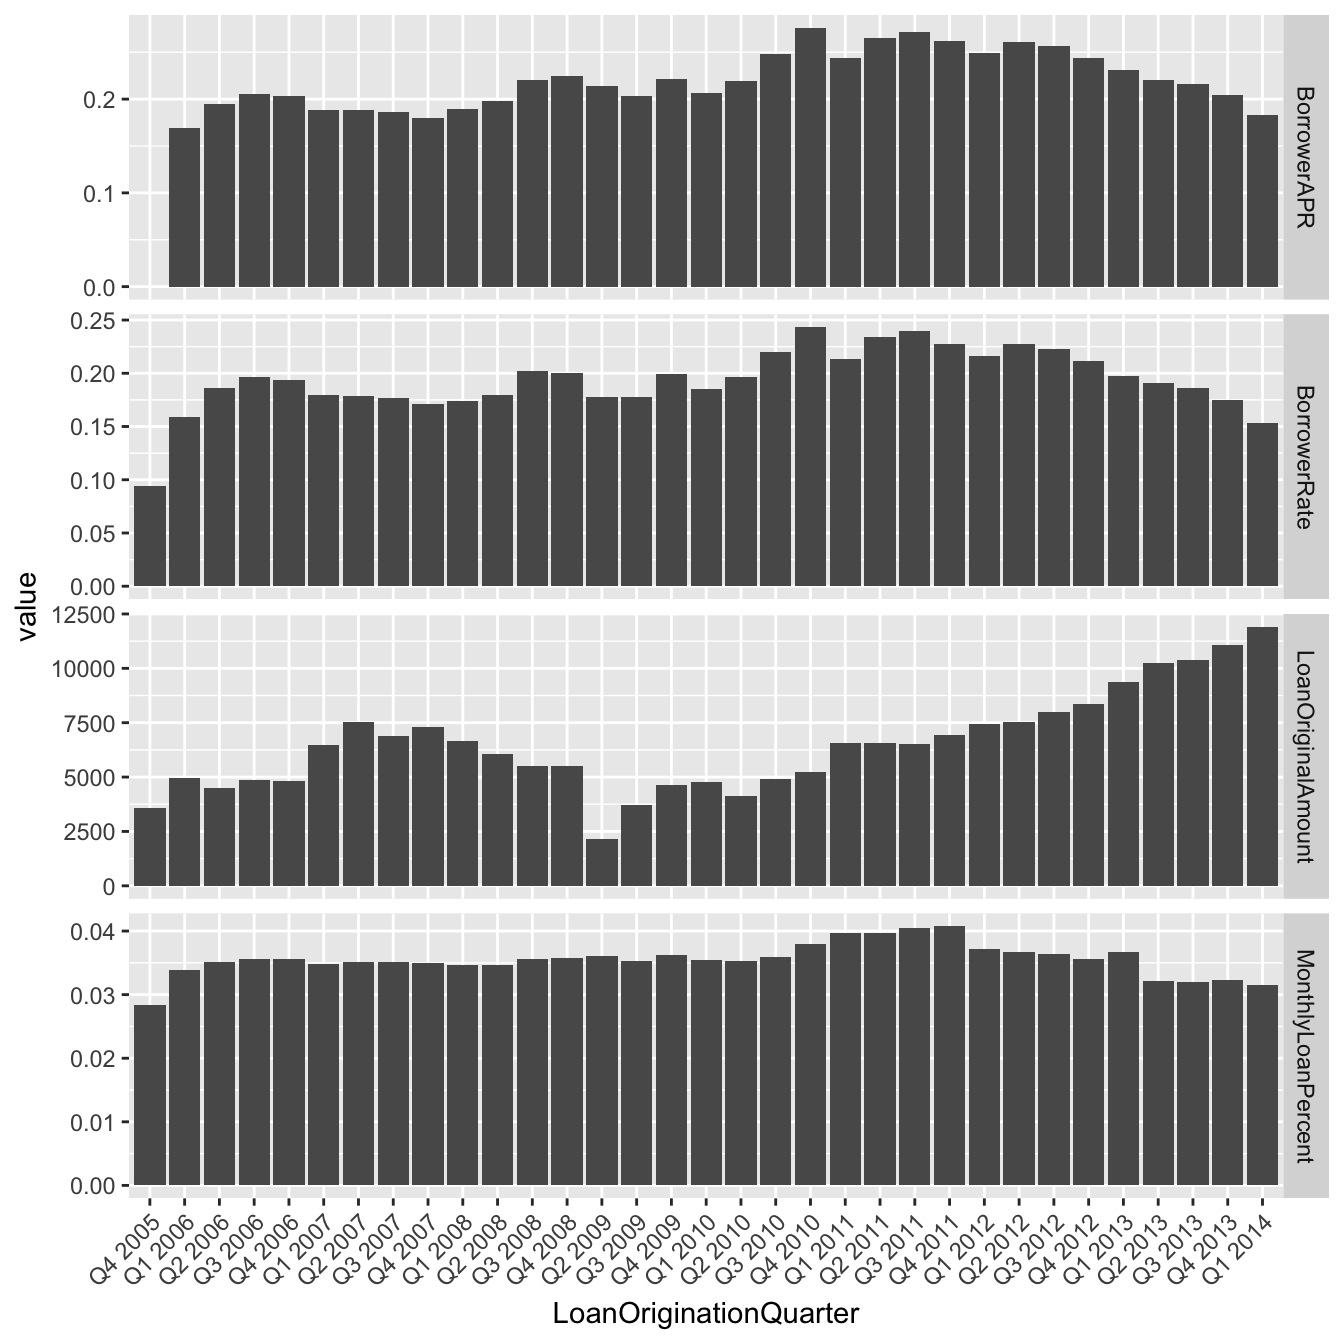 0.2
0.1
0.0
BorrowerAPR
0.25
0.20
0.15
0.10
0.05
0.00
BorrowerRate
value
12500
10000
7500
5000
2500
0
LoanOriginalAmount
0.04
0.03
0.02
0.01
0.00
MonthlyLoanPercent
Q4 2005
Q1 2006
Q2 2006
Q3 2006
Q4 2006
Q1 2007
Q2 2007
Q3 2007
Q4 2007
Q1 2008
Q2 2008
Q3 2008
Q4 2008
Q2 2009
Q3 2009
Q4 2009
Q1 2010
Q2 2010
Q3 2010
Q4 2010
Q1 2011
Q2 2011
Q3 2011
Q4 2011
Q1 2012
Q2 2012
Q3 2012
Q4 2012
Q1 2013
Q2 2013
Q3 2013
Q4 2013
Q1 2014
LoanOriginationQuarter